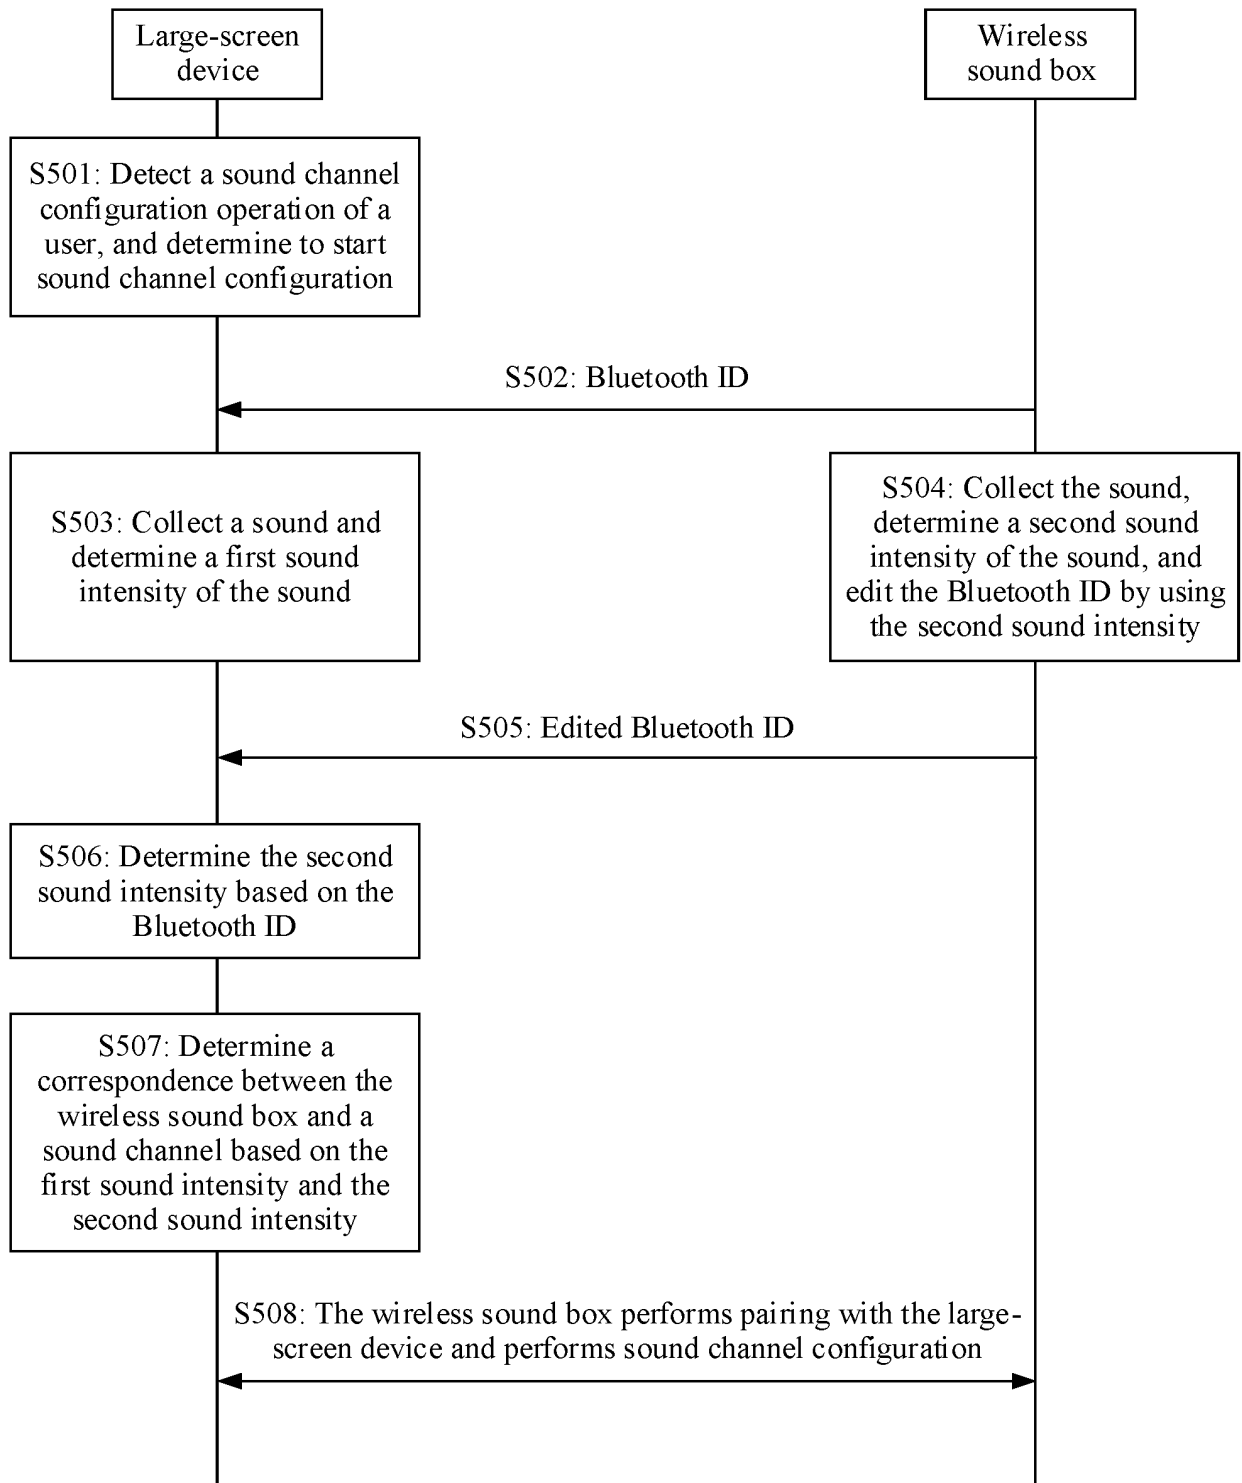 Large-screen
device
Wireless
sound box
S501: Detect a sound channel
configuration operation of a
user, and determine to start
sound channel configuration
S502: Bluetooth ID
S503: Collect a sound and
determine a first sound
intensity of the sound
S504: Collect the sound,
determine a second sound
intensity of the sound, and
edit the Bluetooth ID by using
the second sound intensity
S505: Edited Bluetooth ID
S506: Determine the second
sound intensity based on the
Bluetooth ID
S507: Determine a
correspondence between the
wireless sound box and a
sound channel based on the
first sound intensity and the
second sound intensity
S508: The wireless sound box performs pairing with the large-
screen device and performs sound channel configuration